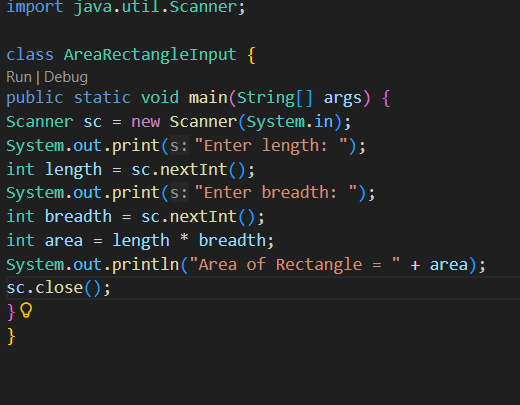 import java.util.Scanner;
class AreaRectangleInput {
Run | Debug
public static void main(String[] args) {
Scanner sc = new Scanner(System.in);
System.out.print(s: "Enter length: ");
int length = sc.nextInt();
System.out.print(s: "Enter breadth: ");
int breadth = sc.nextInt();
int area = length * breadth;
System.out.println("Area of Rectangle = " + area);
sc.close();
}
}